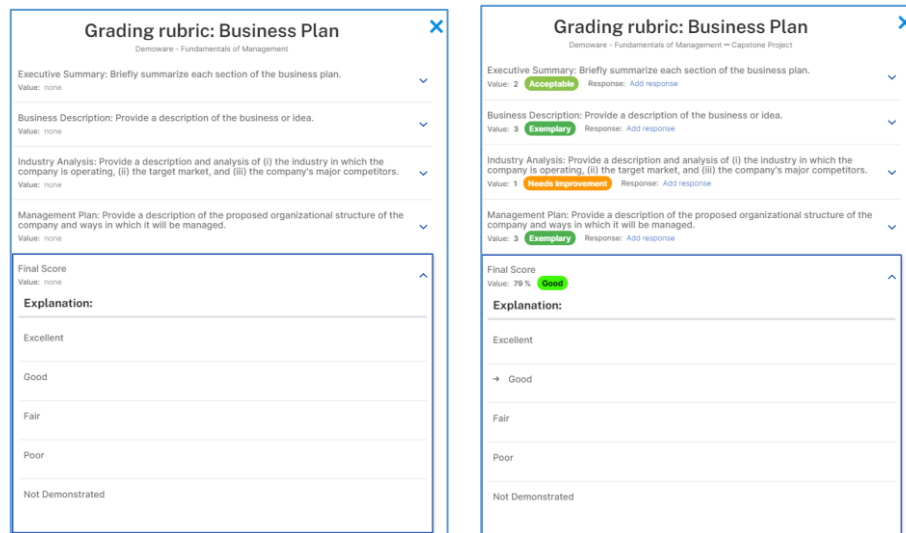 Grading rubric: Business Plan
Demoware - Fundamentals of Management
Executive Summary: Briefly summarize each section of the business plan.
Value: none
Business Description: Provide a description of the business or idea.
Value: none
Industry Analysis: Provide a description and analysis of (i) the industry in which the
company is operating, (ii) the target market, and (iii) the company's major competitors.
Value: none
Management Plan: Provide a description of the proposed organizational structure of the
company and ways in which it will be managed.
Value: none
Final Score
Value: none
Explanation:
Excellent
Good
Fair
Poor
Not Demonstrated
Grading rubric: Business Plan
Demoware - Fundamentals of Management — Capstone Project
Executive Summary: Briefly summarize each section of the business plan.
Value: 2 Acceptable Response: Add response
Business Description: Provide a description of the business or idea.
Value: 3 Exemplary Response: Add response
Industry Analysis: Provide a description and analysis of (i) the industry in which the
company is operating, (ii) the target market, and (iii) the company's major competitors.
Value: 1 Needs Improvement Response: Add response
Management Plan: Provide a description of the proposed organizational structure of the
company and ways in which it will be managed.
Value: 3 Exemplary Response: Add response
Final Score
Value: 79 % Good
Explanation:
Excellent
➔ Good
Fair
Poor
Not Demonstrated